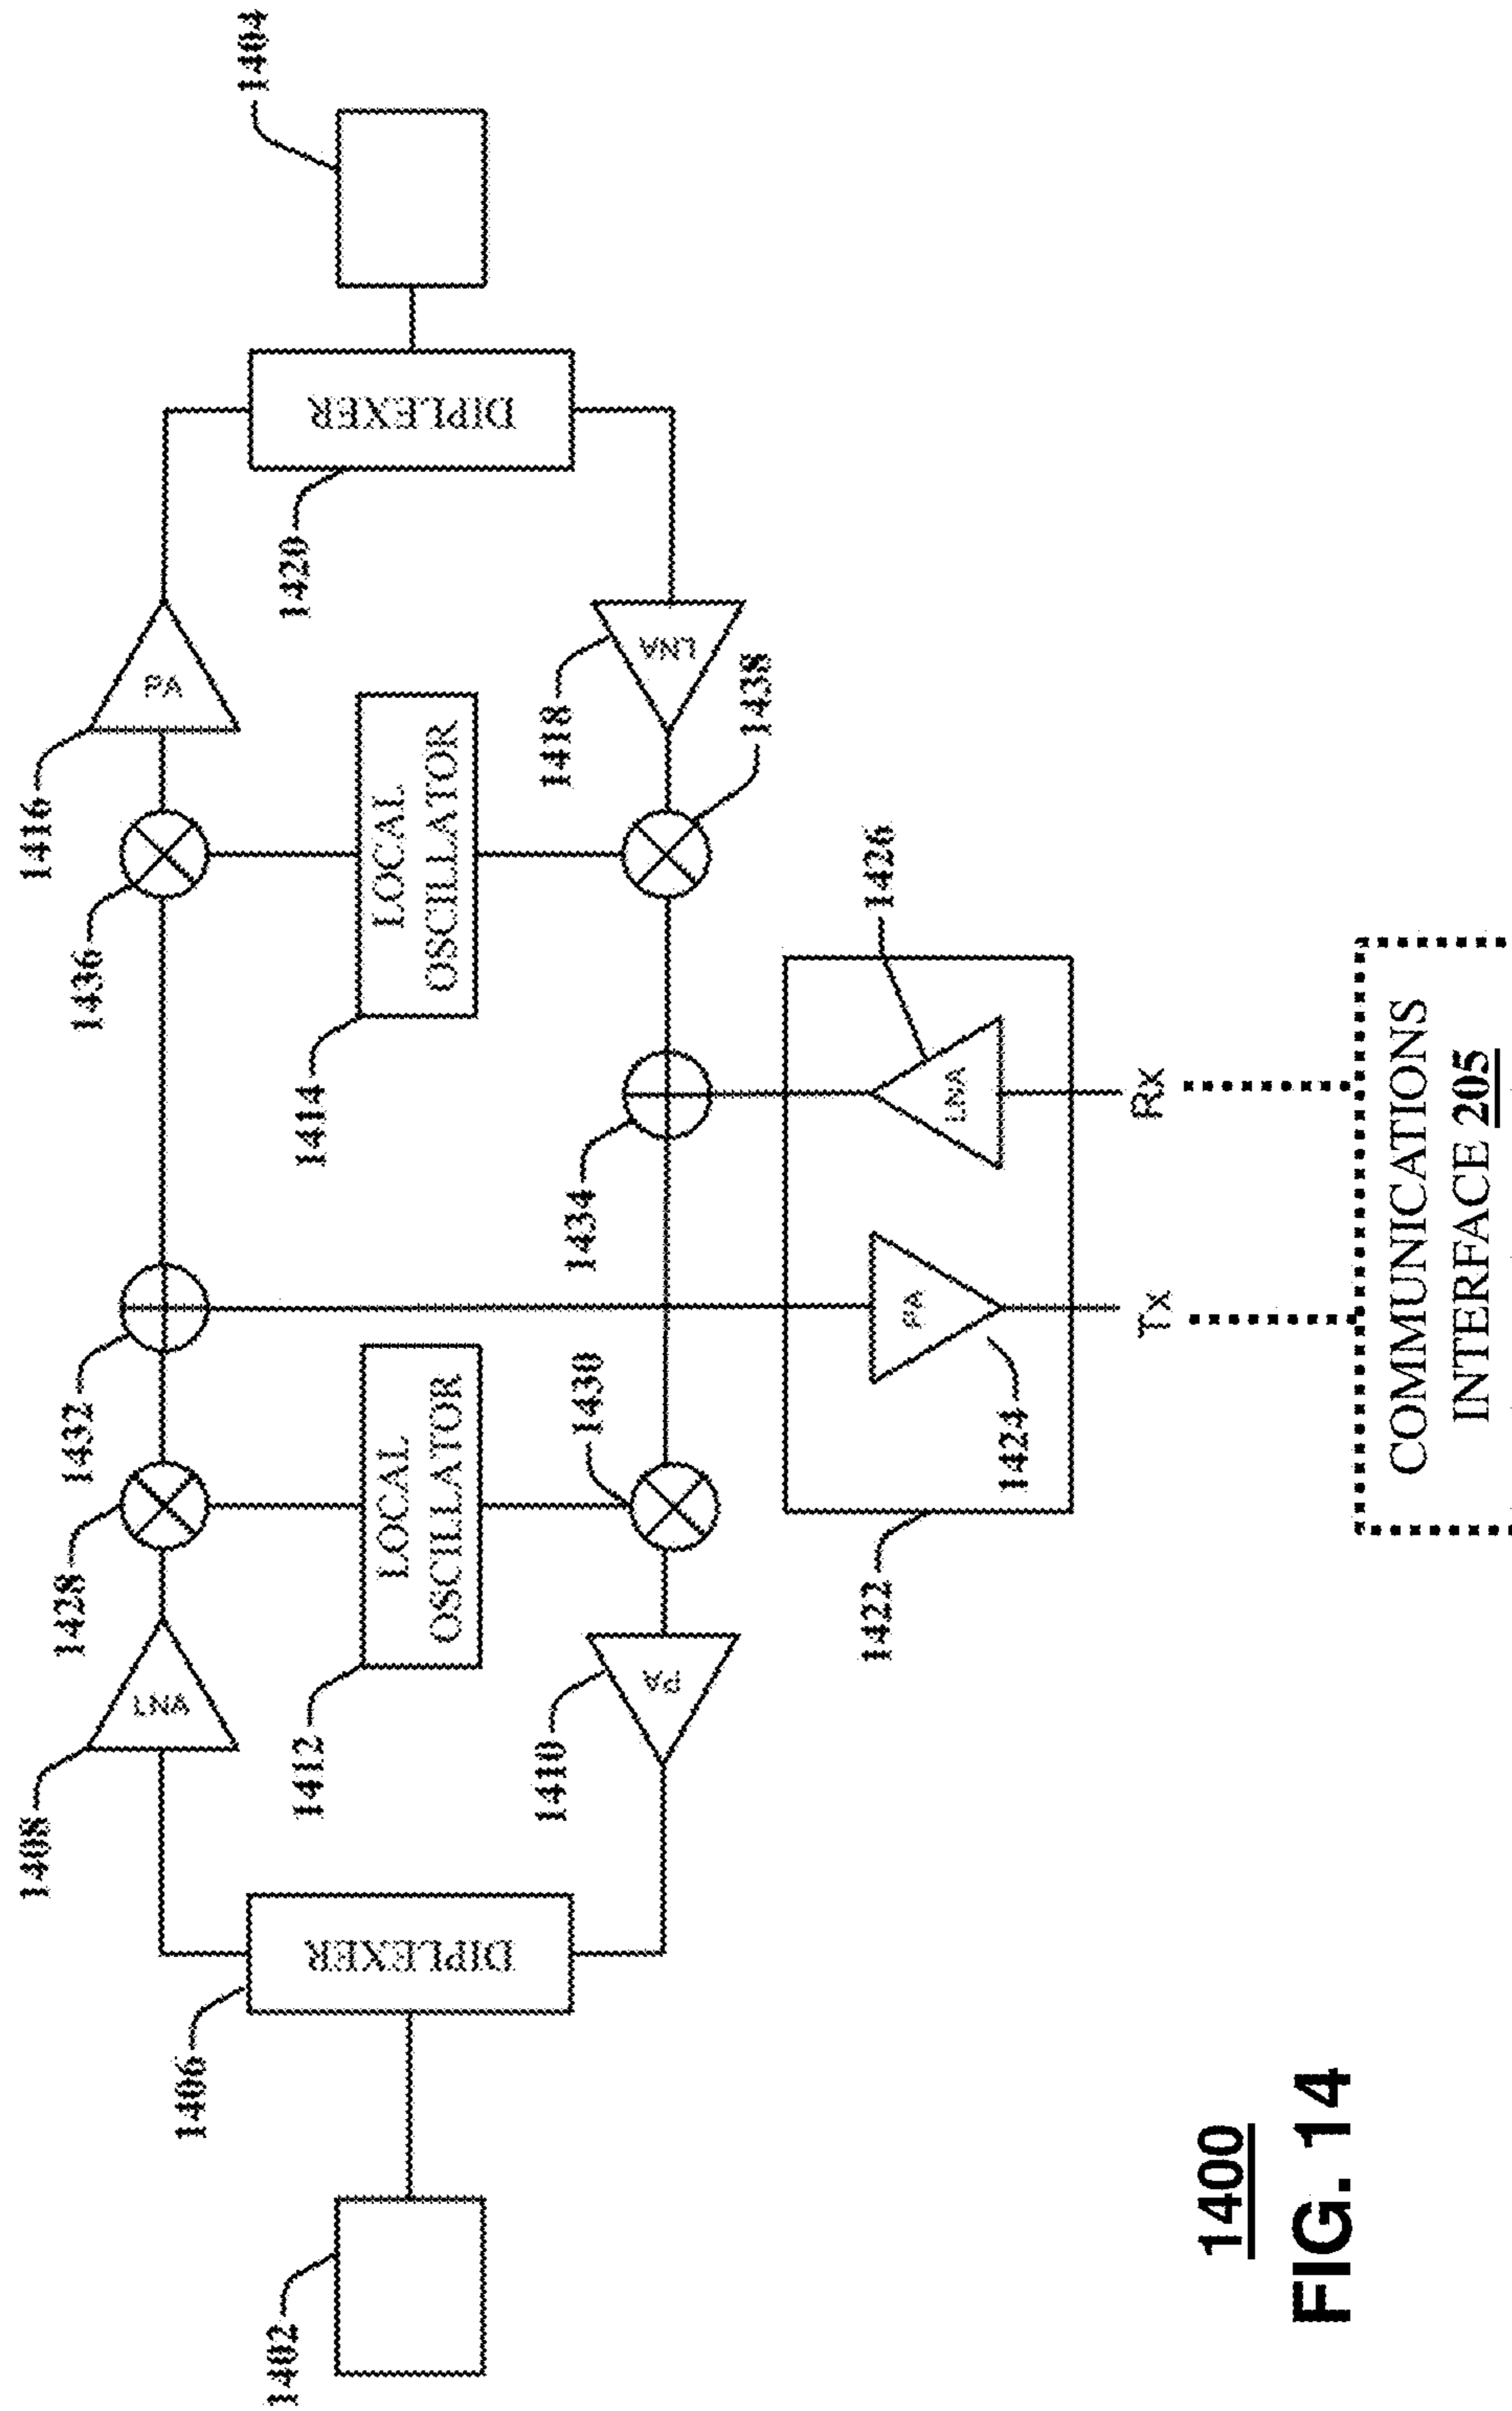 1404
1402
1406
DIPLEXER
1408
LNA
1428
1432
1436
1416
PA
1420
DIPLEXER
1412
LOCAL
OSCILLATOR
1414
LOCAL
OSCILLATOR
1410
PA
1430
1434
1418
LNA
1438
1422
1424
PA
1426
LNA
Tx
Rx
COMMUNICATIONS
INTERFACE 205
1400
FIG. 14